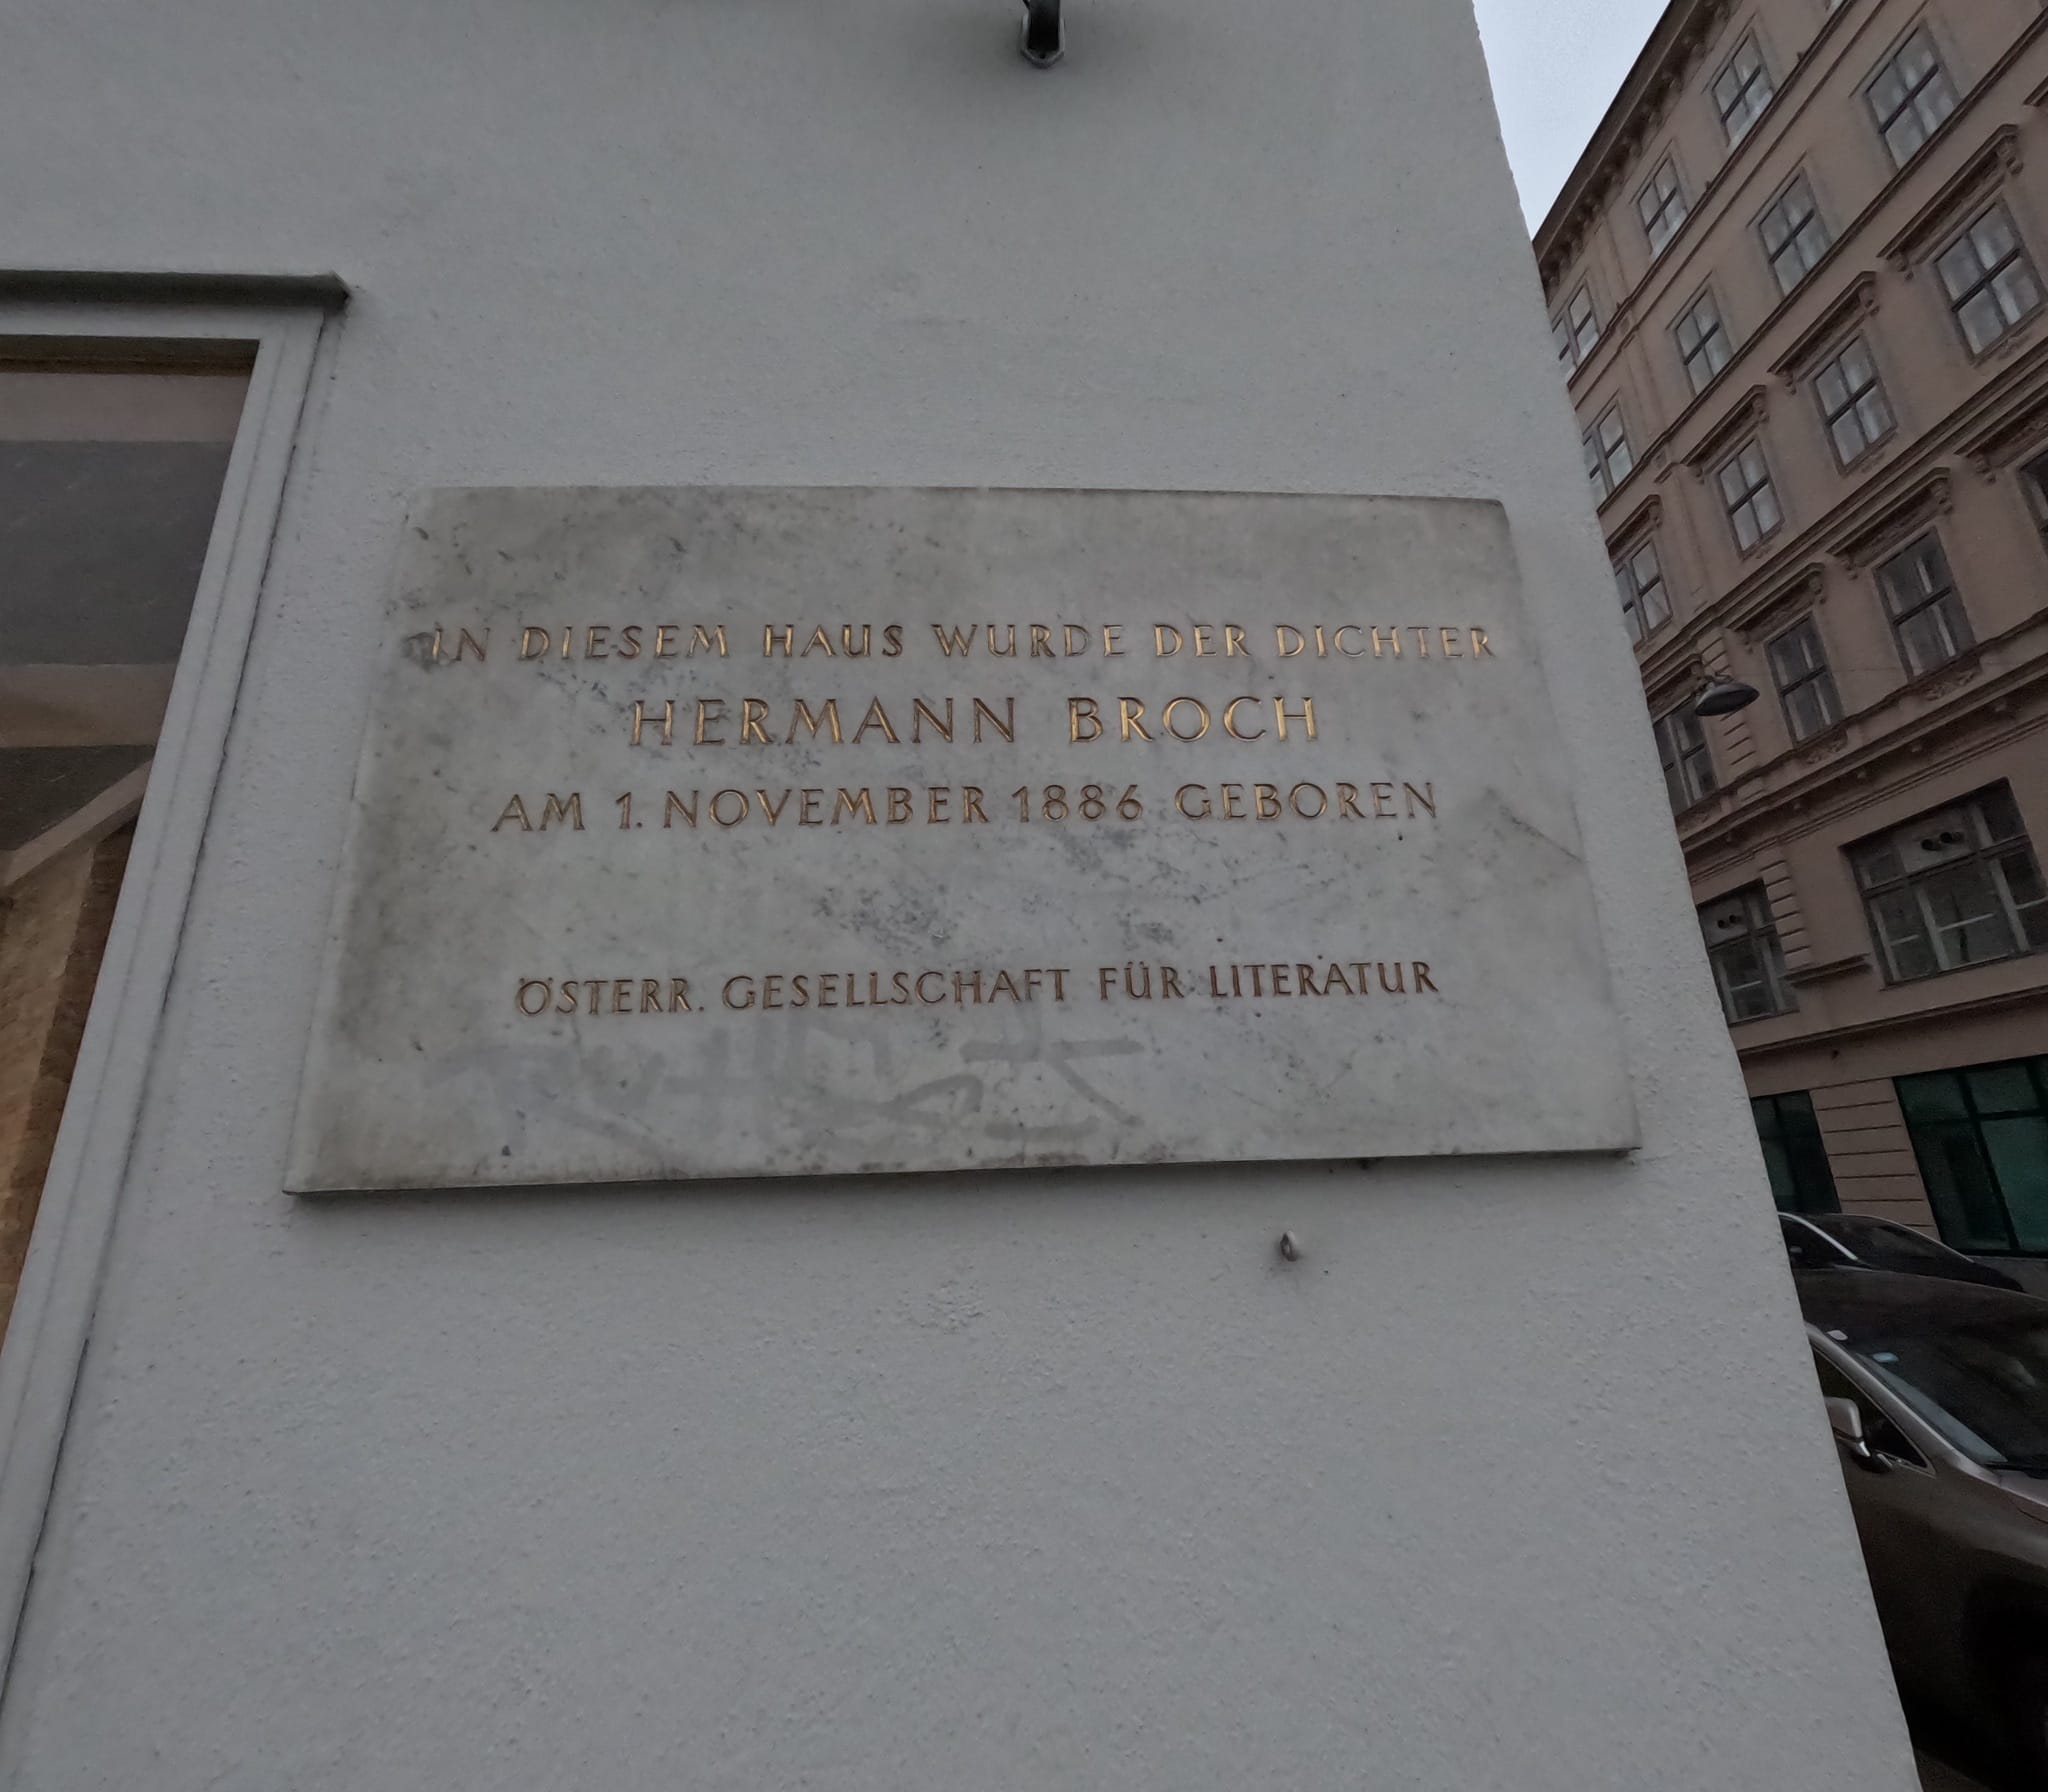 IN DIESEM HAUS WURDE DER DICHTER
HERMANN BROCH
AM 1. NOVEMBER 1886 GEBOREN
ÖSTERR. GESELLSCHAFT FÜR LITERATUR